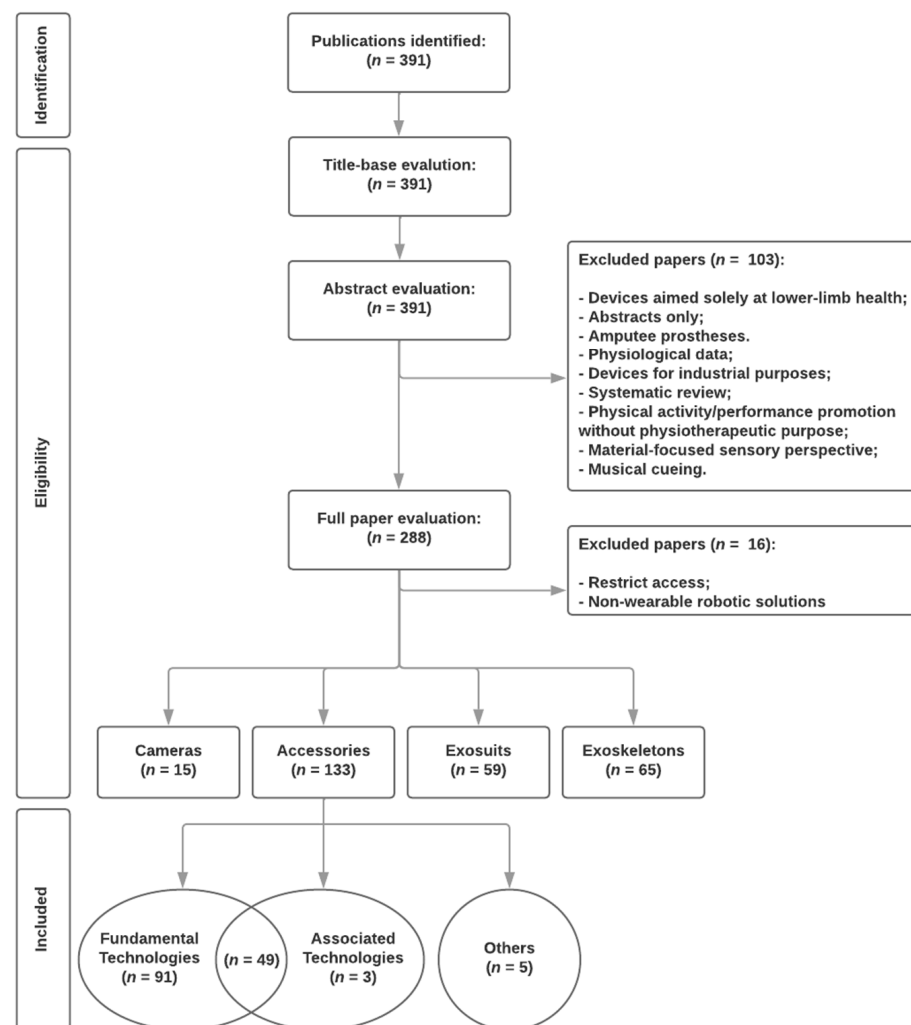 Identification
Publications identified:
(n = 391)
Title-base evalution:
(n = 391)
Eligibility
Abstract evaluation:
(n = 391)
Excluded papers (n = 103):
- Devices aimed solely at lower-limb health;
- Abstracts only;
- Amputee prostheses.
- Physiological data;
- Devices for industrial purposes;
- Systematic review;
- Physical activity/performance promotion
without physiotherapeutic purpose;
- Material-focused sensory perspective;
- Musical cueing.
Full paper evaluation:
(n = 288)
Excluded papers (n = 16):
- Restrict access;
- Non-wearable robotic solutions
Cameras
(n = 15)
Accessories
(n = 133)
Exosuits
(n = 59)
Exoskeletons
(n = 65)
Included
Fundamental
Technologies
(n = 91)
(n = 49)
Associated
Technologies
(n = 3)
Others
(n = 5)